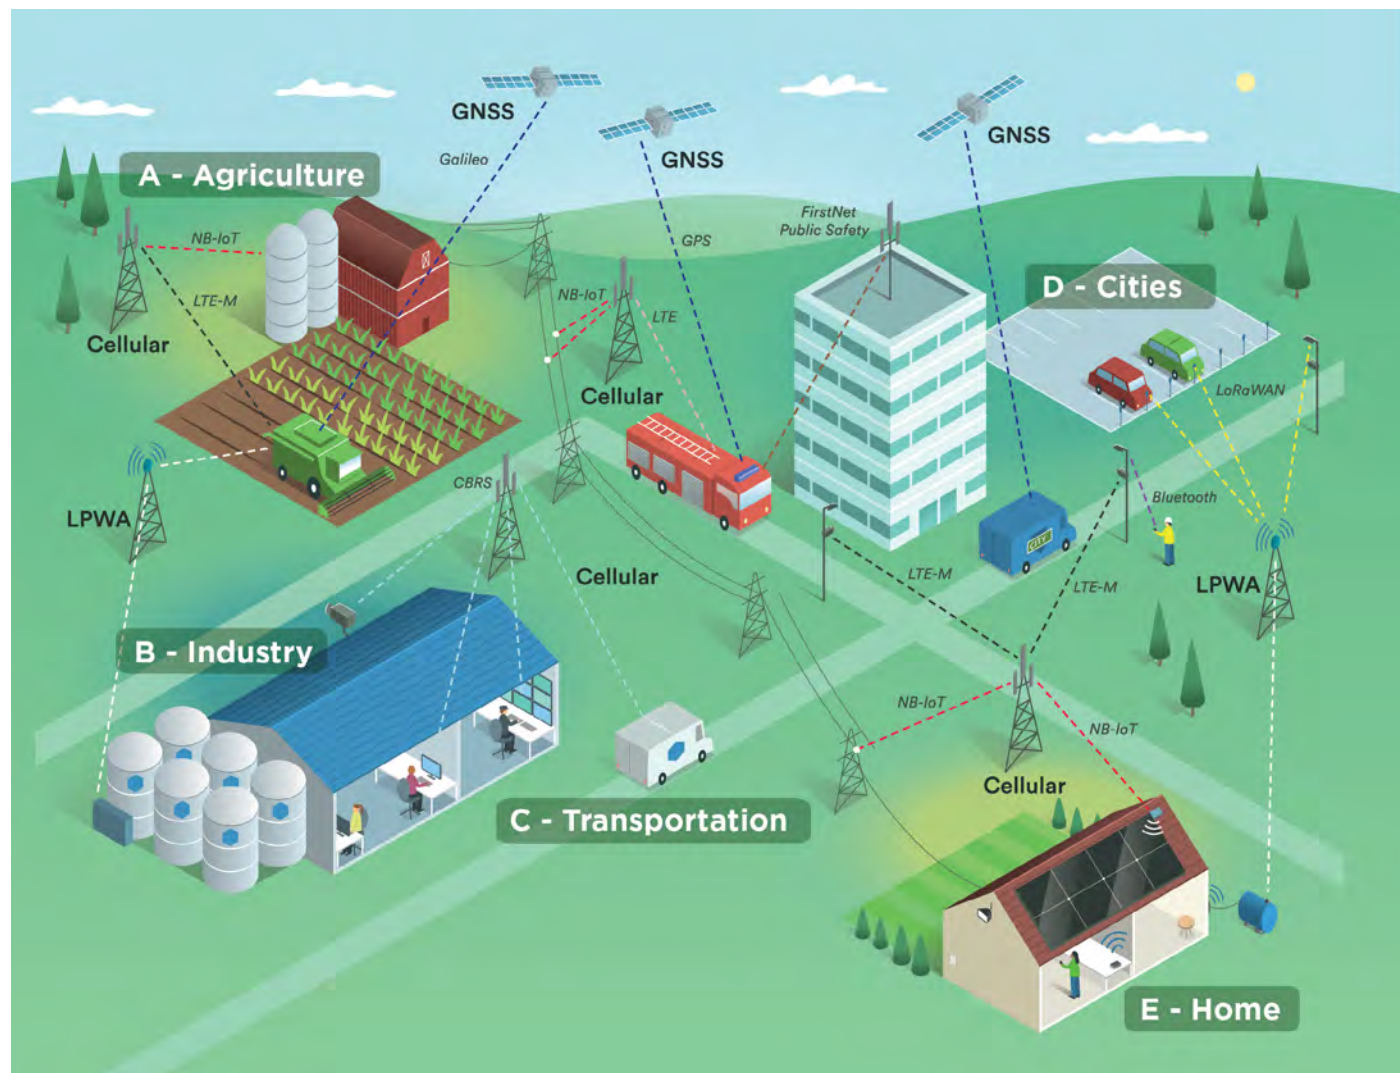 GNSS
GNSS
GNSS
Galileo
A - Agriculture
FirstNet
Public Safety
NB-IoT
GPS
NB-IoT
D - Cities
LTE-M
LTE
Cellular
Cellular
LoRaWAN
CBRS
Bluetooth
LPWA
CITY
Cellular
LTE-M
LTE-M
LPWA
B - Industry
NB-IoT
NB-IoT
Cellular
C - Transportation
E - Home